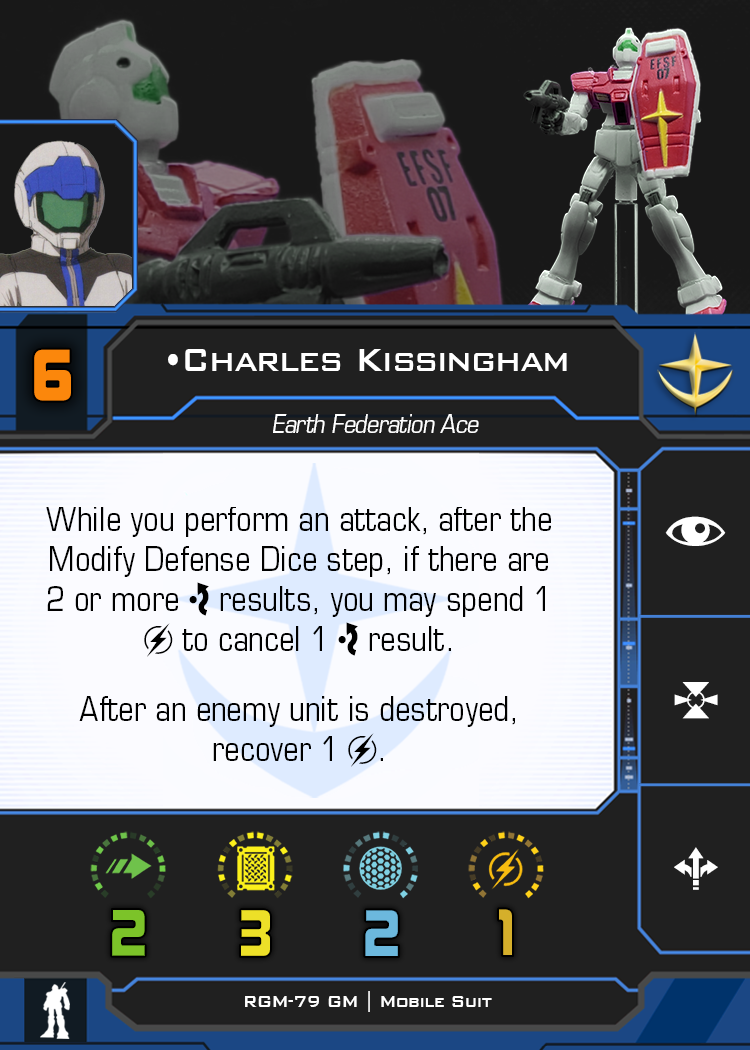 EFSF
07
EFSF
07
6
•Charles Kissingham
Earth Federation Ace
While you perform an attack, after the
Modify Defense Dice step, if there are
2 or more results, you may spend 1
to cancel 1 result.
After an enemy unit is destroyed,
recover 1 .
2 3 2 1
RGM-79 GM | Mobile Suit